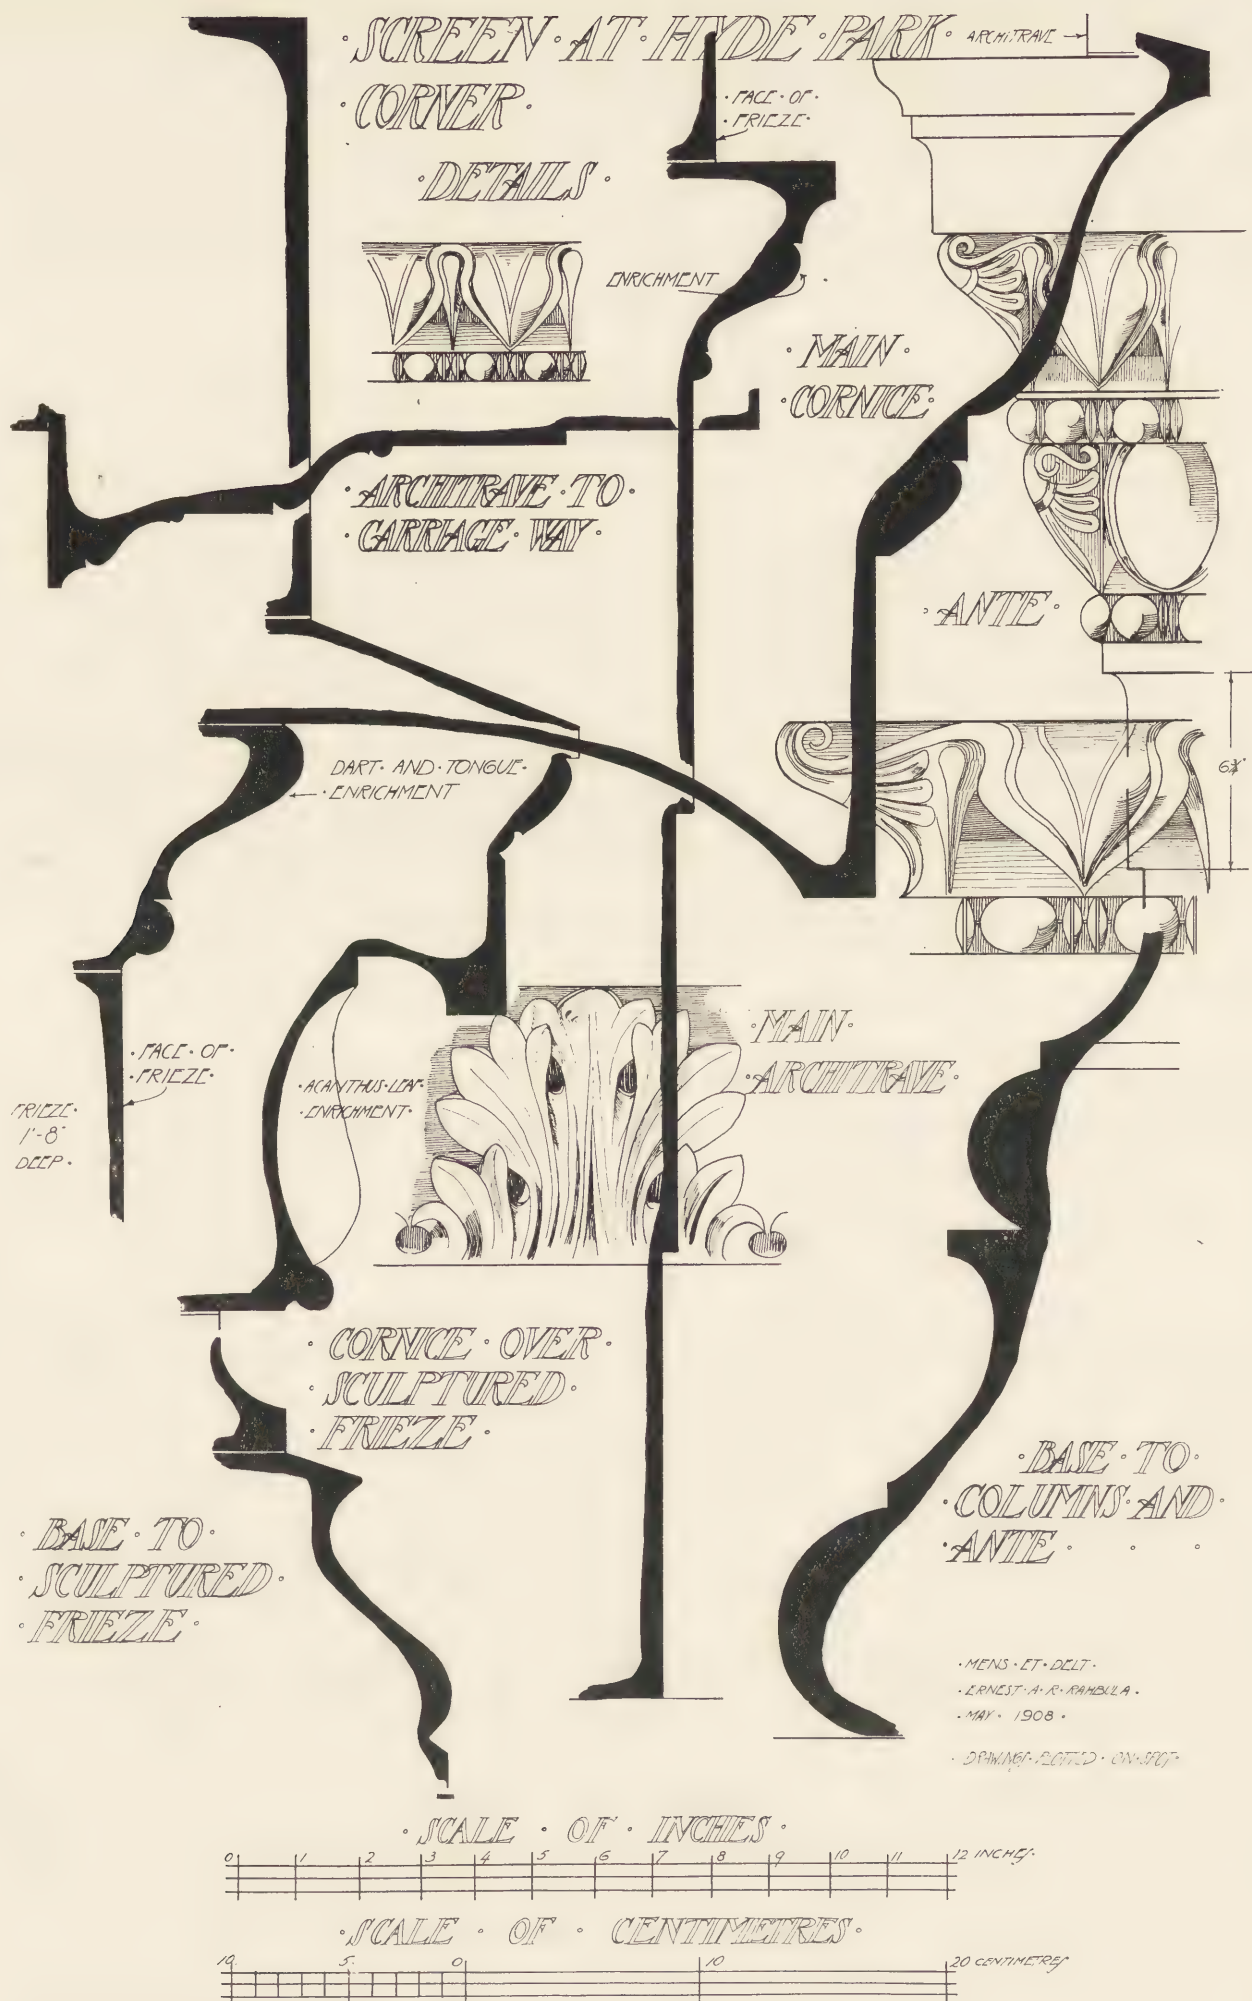 · SCREEN · AT · HYDE · PARK ·
· CORNER ·
· DETAILS ·
ARCHITRAVE
· FACE · OF ·
· FRIEZE ·
ENRICHMENT
· MAIN ·
· CORNICE ·
· ARCHITRAVE · TO ·
· CARRIAGE · WAY ·
· ANTE ·
DART · AND · TONGUE ·
· ENRICHMENT
· FACE · OF ·
· FRIEZE ·
FRIEZE ·
1'-8"
DEEP ·
· ACANTHUS · LEAF ·
· ENRICHMENT ·
· MAIN ·
· ARCHITRAVE ·
· CORNICE · OVER ·
· SCULPTURED ·
· FRIEZE ·
· BASE · TO ·
· SCULPTURED ·
· FRIEZE ·
· BASE · TO ·
· COLUMNS · AND ·
· ANTE ·
· MENS · ET · DELT ·
· ERNEST · A · R · RAMBULA ·
· MAY · 1908 ·
· DRAWINGS · PLOTTED · ON · SPOT ·
· SCALE · OF · INCHES ·
0 1 2 3 4 5 6 7 8 9 10 11 12 INCHES ·
· SCALE · OF · CENTIMETRES ·
10 5 0 10 20 CENTIMETRES